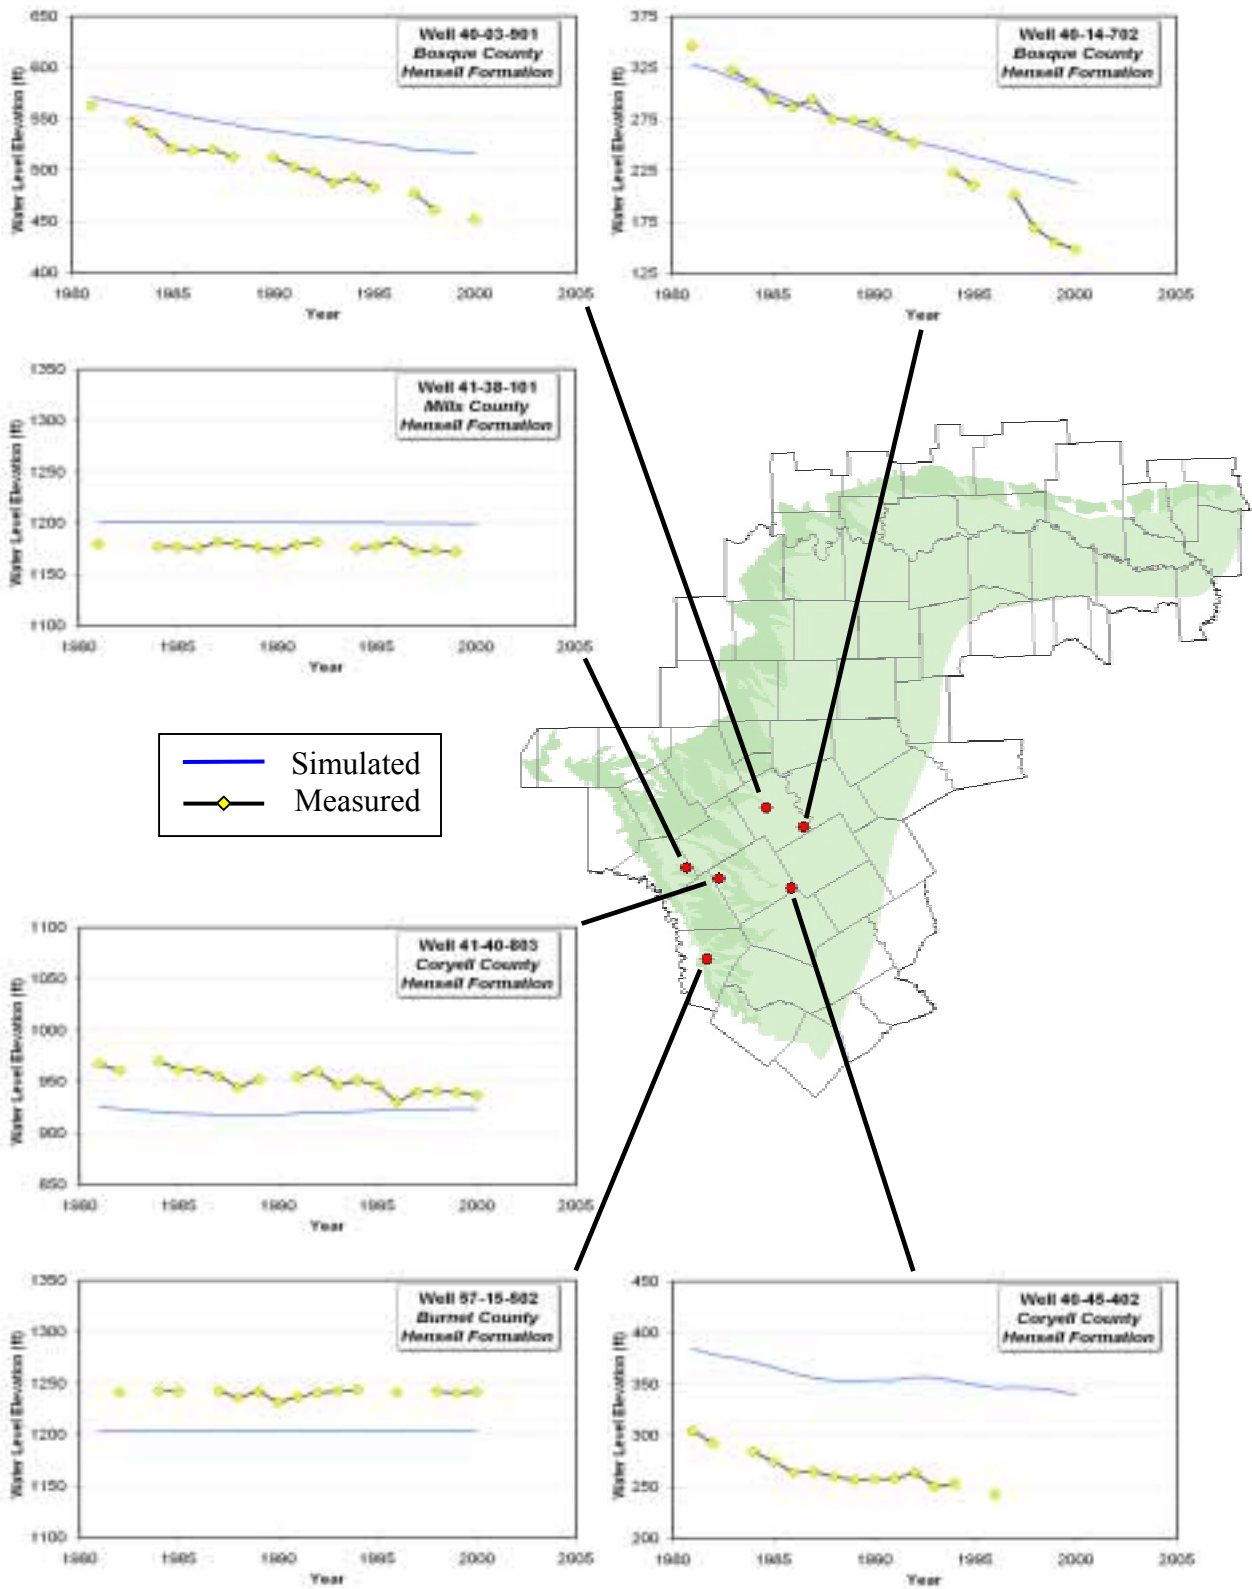 650
600
550
500
450
400
Water Level Elevation (ft)
1980 1985 1990 1995 2000 2005
Year
Well 40-03-901
Bosque County
Hensell Formation
375
325
275
225
175
125
Water Level Elevation (ft)
1980 1985 1990 1995 2000 2005
Year
Well 40-14-702
Bosque County
Hensell Formation
1350
1300
1250
1200
1150
1100
Water Level Elevation (ft)
1980 1985 1990 1995 2000 2005
Year
Well 41-38-101
Mills County
Hensell Formation
Simulated
Measured
1100
1050
1000
950
900
850
Water Level Elevation (ft)
1980 1985 1990 1995 2000 2005
Year
Well 41-40-803
Coryell County
Hensell Formation
1350
1300
1250
1200
1150
1100
Water Level Elevation (ft)
1980 1985 1990 1995 2000 2005
Year
Well 57-15-502
Burnet County
Hensell Formation
450
400
350
300
250
200
Water Level Elevation (ft)
1980 1985 1990 1995 2000 2005
Year
Well 40-45-402
Coryell County
Hensell Formation